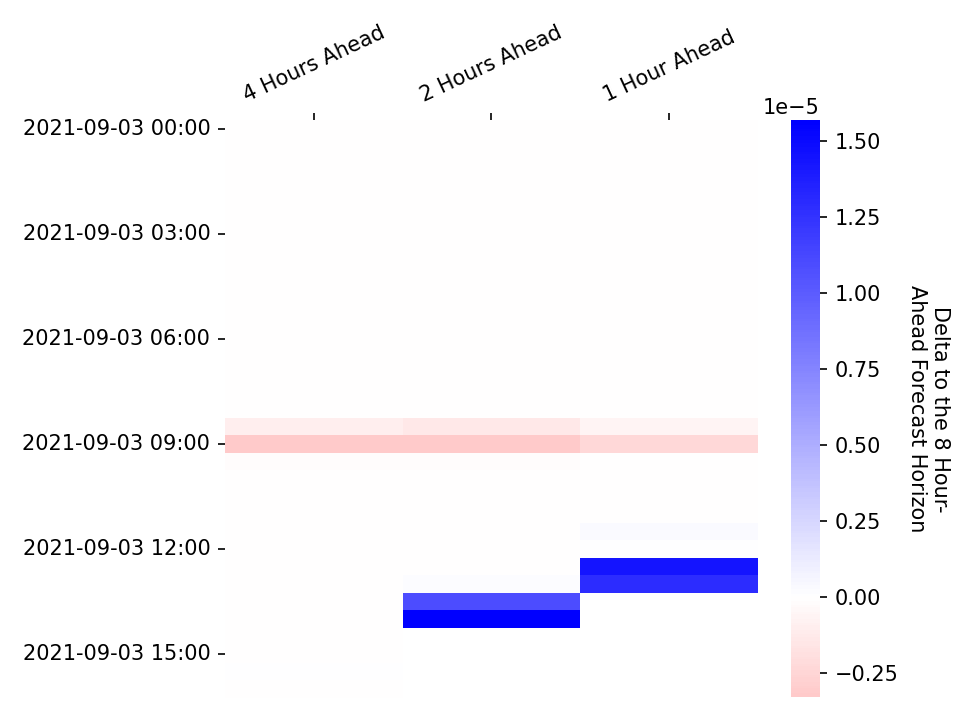 4 Hours Ahead
2 Hours Ahead
1 Hour Ahead
2021-09-03 00:00
2021-09-03 03:00
2021-09-03 06:00
2021-09-03 09:00
2021-09-03 12:00
2021-09-03 15:00
1e−5
1.50
1.25
1.00
0.75
0.50
0.25
0.00
−0.25
Delta to the 8 Hour-
Ahead Forecast Horizon